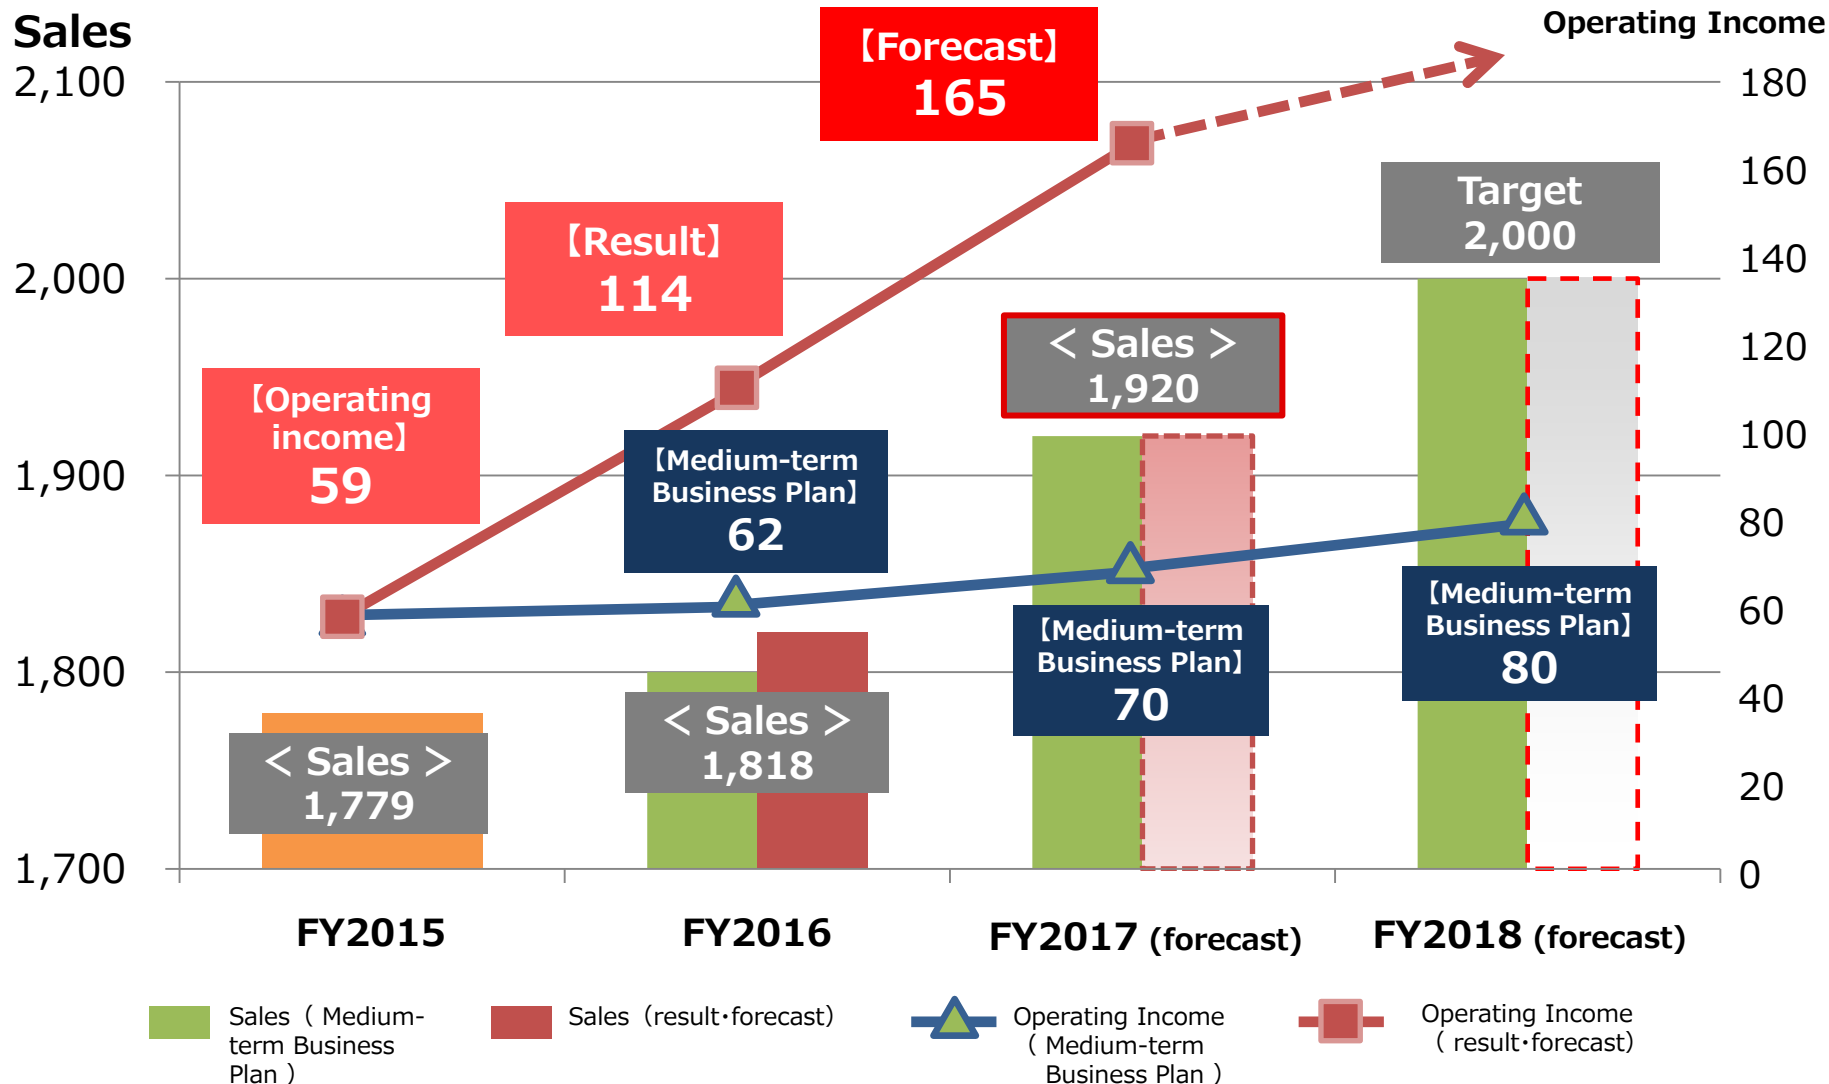 Sales
Operating Income
2,100
2,000
1,900
1,800
1,700
180
160
140
120
100
80
60
40
20
0
【Forecast】
165
【Result】
114
【Operating
income】
59
Target
2,000
< Sales >
1,920
【Medium-term
Business Plan】
62
【Medium-term
Business Plan】
70
【Medium-term
Business Plan】
80
< Sales >
1,779
< Sales >
1,818
FY2015
FY2016
FY2017 (forecast)
FY2018 (forecast)
Sales ( Medium-
term Business
Plan )
Sales (result・forecast)
Operating Income
( Medium-term
Business Plan )
Operating Income
( result・forecast)